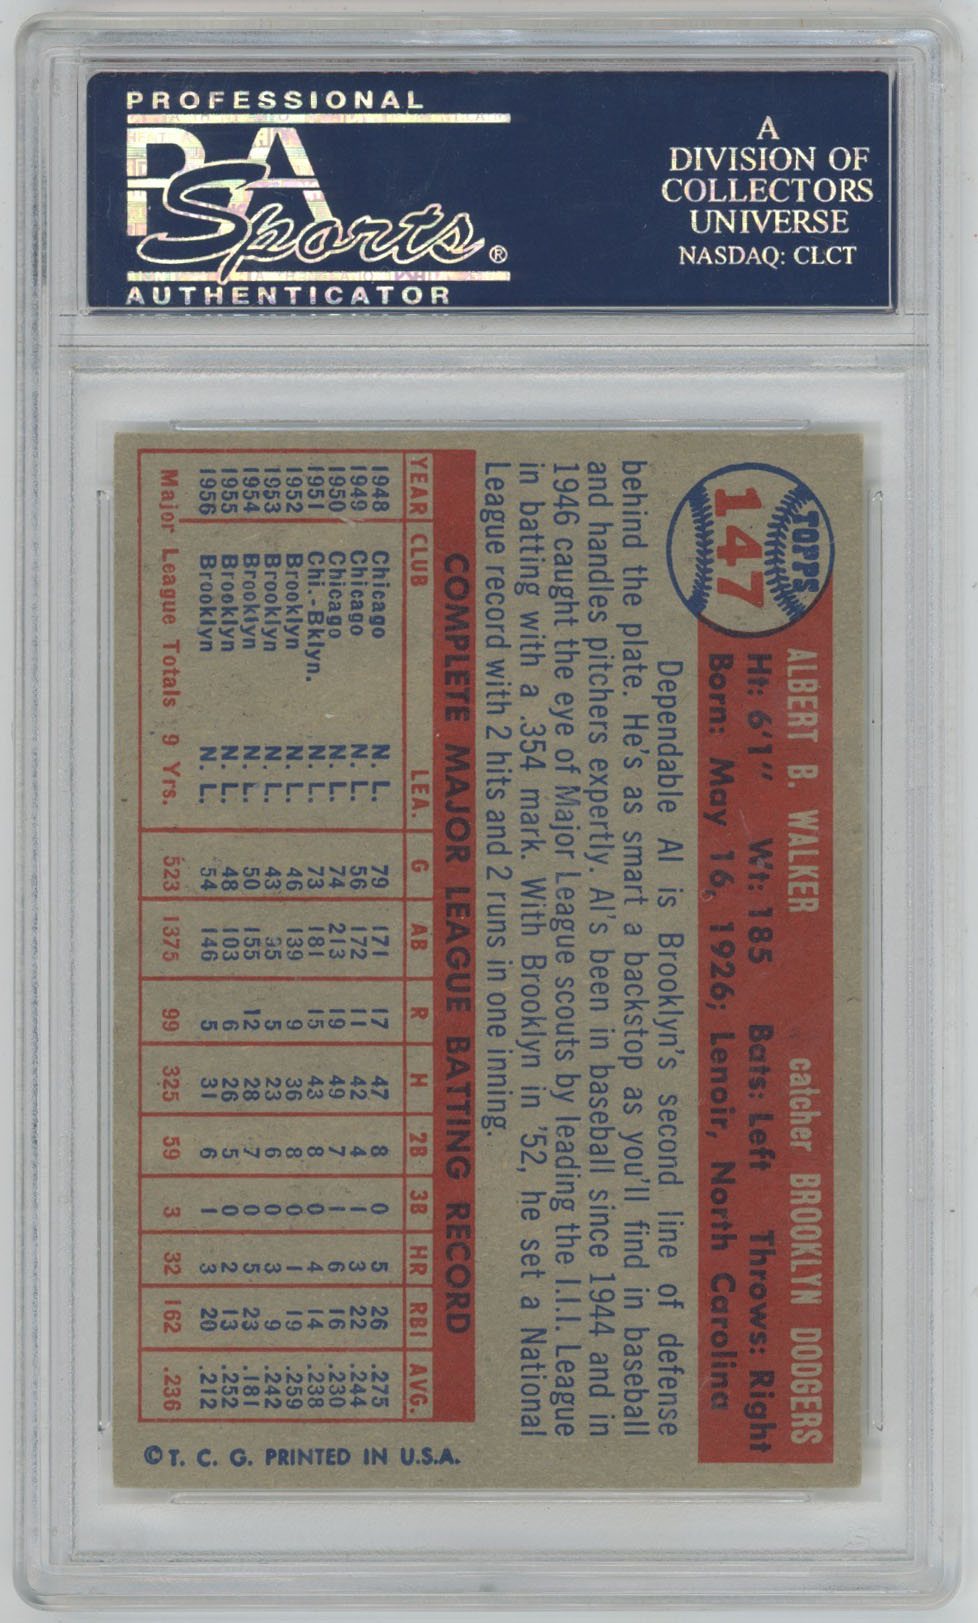 PROFESSIONAL
PSA
Sports®
AUTHENTICATOR
A
DIVISION OF
COLLECTORS
UNIVERSE
NASDAQ: CLCT
TOPPS
147
ALBERT B. WALKER catcher BROOKLYN DODGERS
Ht: 6'1" Wt: 185 Bats: Left Throws: Right
Born: May 16, 1926; Lenoir, North Carolina
Dependable Al is Brooklyn's second line of defense
behind the plate. He's as smart a backstop as you'll find in baseball
and handles pitchers expertly. Al's been in baseball since 1944 and in
1946 caught the eye of Major League scouts by leading the I.I.I. League
in batting with a .354 mark. With Brooklyn in '52, he set a National
League record with 2 hits and 2 runs in one inning.
COMPLETE MAJOR LEAGUE BATTING RECORD
YEAR CLUB LEA. G AB R H 2B 3B HR RBI AVG.
1948 Chicago N. L. 79 171 17 47 8 0 5 26 .275
1949 Chicago N. L. 56 172 11 42 4 1 3 22 .244
1950 Chicago N. L. 74 213 19 49 7 1 6 16 .230
1951 Chi.-Bklyn. N. L. 73 181 15 43 8 0 4 14 .238
1952 Brooklyn N. L. 46 139 9 36 8 0 1 19 .259
1953 Brooklyn N. L. 43 95 5 23 6 0 3 9 .242
1954 Brooklyn N. L. 50 155 12 28 7 0 5 23 .181
1955 Brooklyn N. L. 48 103 6 26 5 0 2 13 .252
1956 Brooklyn N. L. 54 146 5 31 6 1 3 20 .212
Major League Totals 9 Yrs. 523 1375 99 325 59 3 32 162 .236
© T. C. G. PRINTED IN U.S.A.